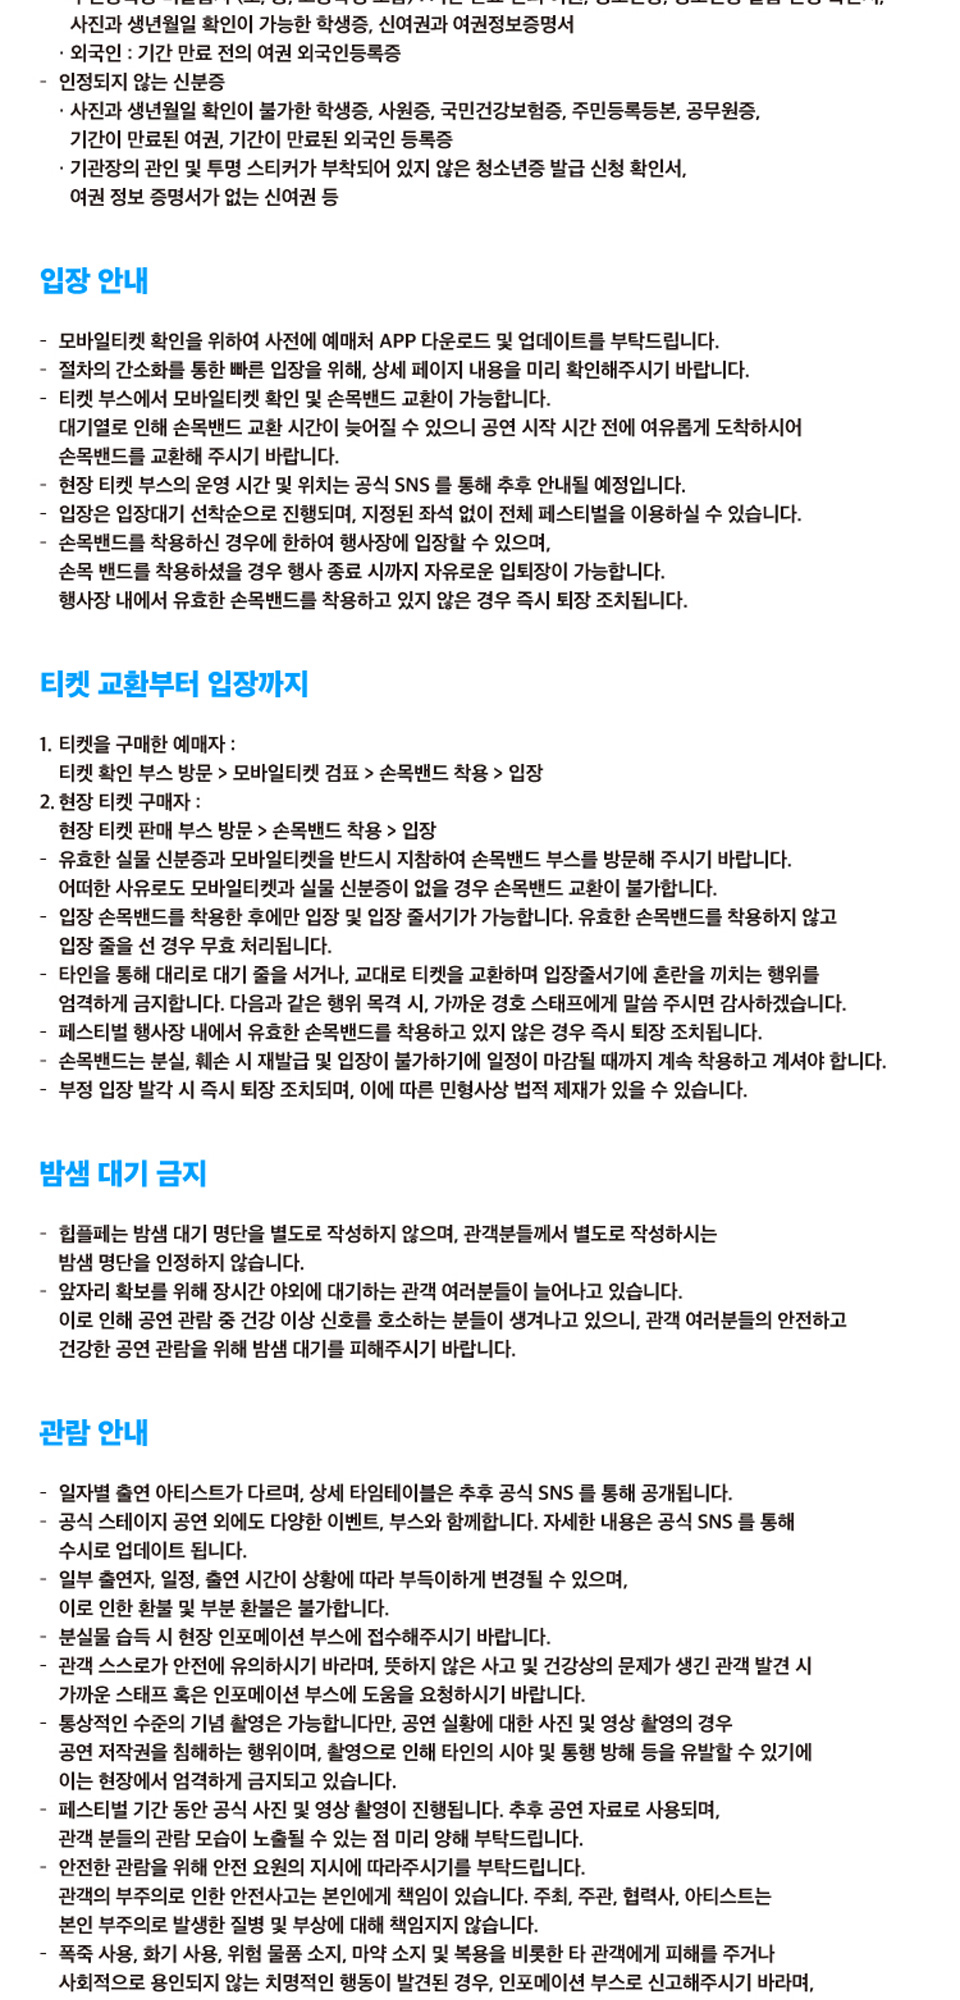 사진과 생년월일 확인이 가능한 학생증, 신여권과 여권정보증명서
· 외국인 : 기간 만료 전의 여권 외국인등록증
- 인정되지 않는 신분증
· 사진과 생년월일 확인이 불가한 학생증, 사원증, 국민건강보험증, 주민등록등본, 공무원증,
기간이 만료된 여권, 기간이 만료된 외국인 등록증
· 기관장의 관인 및 투명 스티커가 부착되어 있지 않은 청소년증 발급 신청 확인서,
여권 정보 증명서가 없는 신여권 등
입장 안내
- 모바일티켓 확인을 위하여 사전에 예매처 APP 다운로드 및 업데이트를 부탁드립니다.
- 절차의 간소화를 통한 빠른 입장을 위해, 상세 페이지 내용을 미리 확인해주시기 바랍니다.
- 티켓 부스에서 모바일티켓 확인 및 손목밴드 교환이 가능합니다.
대기열로 인해 손목밴드 교환 시간이 늦어질 수 있으니 공연 시작 시간 전에 여유롭게 도착하시어
손목밴드를 교환해 주시기 바랍니다.
- 현장 티켓 부스의 운영 시간 및 위치는 공식 SNS 를 통해 추후 안내될 예정입니다.
- 입장은 입장대기 선착순으로 진행되며, 지정된 좌석 없이 전체 페스티벌을 이용하실 수 있습니다.
- 손목밴드를 착용하신 경우에 한하여 행사장에 입장할 수 있으며,
손목 밴드를 착용하셨을 경우 행사 종료 시까지 자유로운 입퇴장이 가능합니다.
행사장 내에서 유효한 손목밴드를 착용하고 있지 않은 경우 즉시 퇴장 조치됩니다.
티켓 교환부터 입장까지
1. 티켓을 구매한 예매자 :
티켓 확인 부스 방문 > 모바일티켓 검표 > 손목밴드 착용 > 입장
2. 현장 티켓 구매자 :
현장 티켓 판매 부스 방문 > 손목밴드 착용 > 입장
- 유효한 실물 신분증과 모바일티켓을 반드시 지참하여 손목밴드 부스를 방문해 주시기 바랍니다.
어떠한 사유로도 모바일티켓과 실물 신분증이 없을 경우 손목밴드 교환이 불가합니다.
- 입장 손목밴드를 착용한 후에만 입장 및 입장 줄서기가 가능합니다. 유효한 손목밴드를 착용하지 않고
입장 줄을 선 경우 무효 처리됩니다.
- 타인을 통해 대리로 대기 줄을 서거나, 교대로 티켓을 교환하며 입장줄서기에 혼란을 끼치는 행위를
엄격하게 금지합니다. 다음과 같은 행위 목격 시, 가까운 경호 스태프에게 말씀 주시면 감사하겠습니다.
- 페스티벌 행사장 내에서 유효한 손목밴드를 착용하고 있지 않은 경우 즉시 퇴장 조치됩니다.
- 손목밴드는 분실, 훼손 시 재발급 및 입장이 불가하기에 일정이 마감될 때까지 계속 착용하고 계셔야 합니다.
- 부정 입장 발각 시 즉시 퇴장 조치되며, 이에 따른 민형사상 법적 제재가 있을 수 있습니다.
밤샘 대기 금지
- 힙플페는 밤샘 대기 명단을 별도로 작성하지 않으며, 관객분들께서 별도로 작성하시는
밤샘 명단을 인정하지 않습니다.
- 앞자리 확보를 위해 장시간 야외에 대기하는 관객 여러분들이 늘어나고 있습니다.
이로 인해 공연 관람 중 건강 이상 신호를 호소하는 분들이 생겨나고 있으니, 관객 여러분들의 안전하고
건강한 공연 관람을 위해 밤샘 대기를 피해주시기 바랍니다.
관람 안내
- 일자별 출연 아티스트가 다르며, 상세 타임테이블은 추후 공식 SNS 를 통해 공개됩니다.
- 공식 스테이지 공연 외에도 다양한 이벤트, 부스와 함께합니다. 자세한 내용은 공식 SNS 를 통해
수시로 업데이트 됩니다.
- 일부 출연자, 일정, 출연 시간이 상황에 따라 부득이하게 변경될 수 있으며,
이로 인한 환불 및 부분 환불은 불가합니다.
- 분실물 습득 시 현장 인포메이션 부스에 접수해주시기 바랍니다.
- 관객 스스로가 안전에 유의하시기 바라며, 뜻하지 않은 사고 및 건강상의 문제가 생긴 관객 발견 시
가까운 스태프 혹은 인포메이션 부스에 도움을 요청하시기 바랍니다.
- 통상적인 수준의 기념 촬영은 가능합니다만, 공연 실황에 대한 사진 및 영상 촬영의 경우
공연 저작권을 침해하는 행위이며, 촬영으로 인해 타인의 시야 및 통행 방해 등을 유발할 수 있기에
이는 현장에서 엄격하게 금지되고 있습니다.
- 페스티벌 기간 동안 공식 사진 및 영상 촬영이 진행됩니다. 추후 공연 자료로 사용되며,
관객 분들의 관람 모습이 노출될 수 있는 점 미리 양해 부탁드립니다.
- 안전한 관람을 위해 안전 요원의 지시에 따라주시기를 부탁드립니다.
관객의 부주의로 인한 안전사고는 본인에게 책임이 있습니다. 주최, 주관, 협력사, 아티스트는
본인 부주의로 발생한 질병 및 부상에 대해 책임지지 않습니다.
- 폭죽 사용, 화기 사용, 위험 물품 소지, 마약 소지 및 복용을 비롯한 타 관객에게 피해를 주거나
사회적으로 용인되지 않는 치명적인 행동이 발견된 경우, 인포메이션 부스로 신고해주시기 바라며,